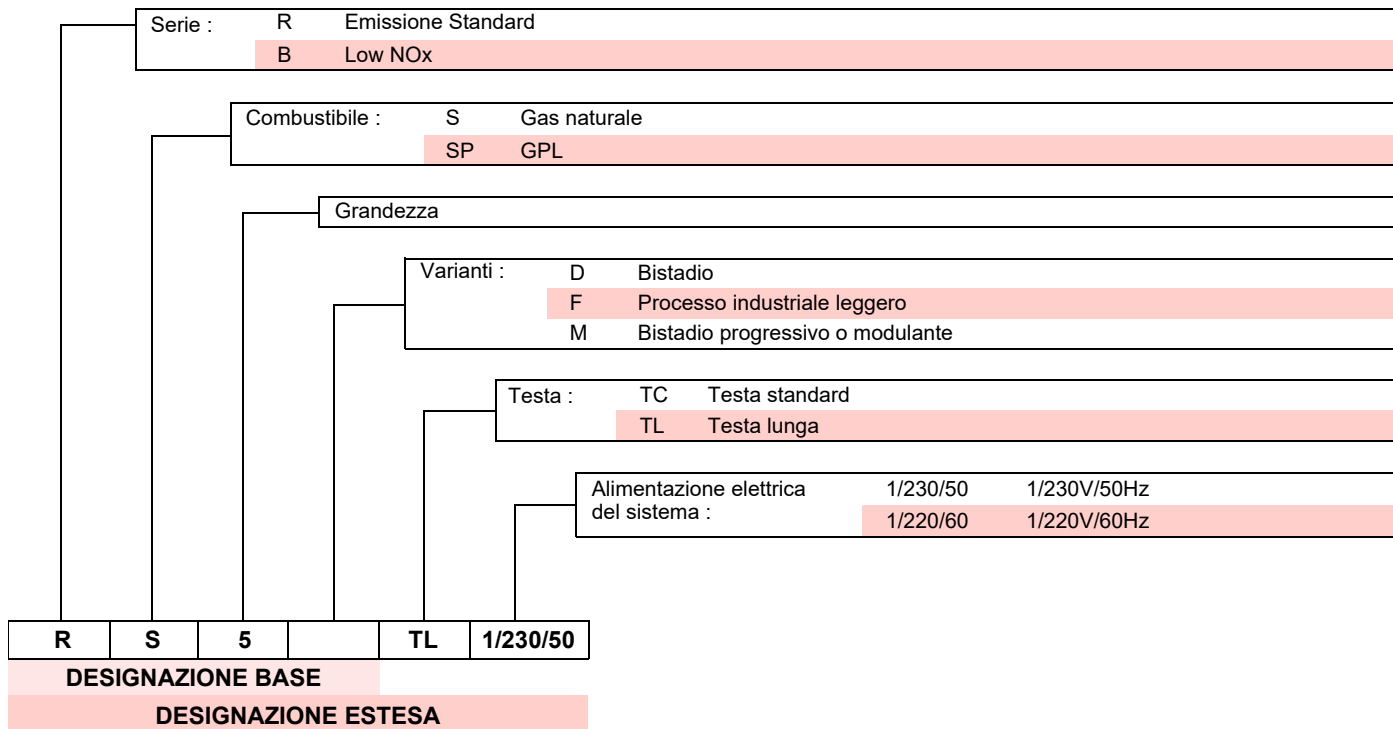 Serie : R Emissione Standard
B Low NOx
Combustibile : S Gas naturale
SP GPL
Grandezza
Varianti : D Bistadio
F Processo industriale leggero
M Bistadio progressivo o modulante
Testa : TC Testa standard
TL Testa lunga
Alimentazione elettrica 1/230/50 1/230V/50Hz
del sistema : 1/220/60 1/220V/60Hz
R S 5 TL 1/230/50
DESIGNAZIONE BASE
DESIGNAZIONE ESTESA